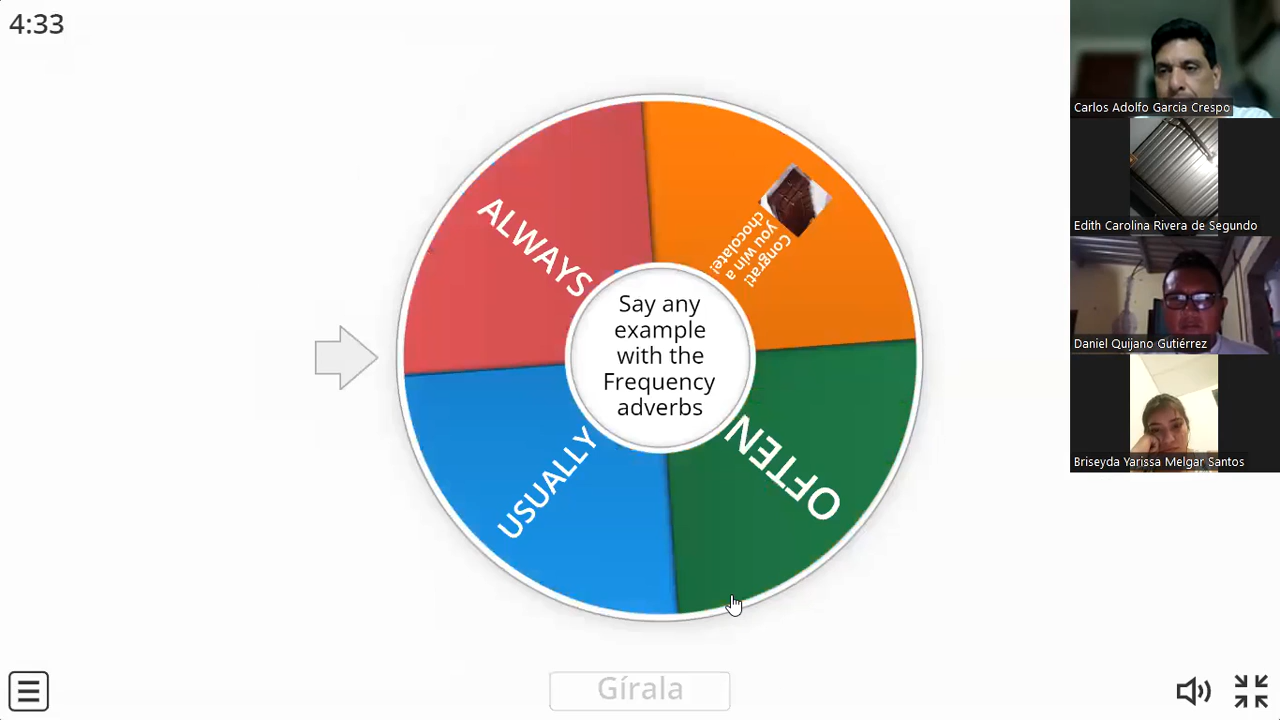 4:33
ALWAYS
Congrat!
you win a
chocolate!
Say any
example
with the
Frequency
adverbs
USUALLY
OFTEN
Gírala
Carlos Adolfo García Crespo
Edith Carolina Rivera de Segundo
Daniel Quijano Gutiérrez
Briseyda Yarissa Melgar Santos